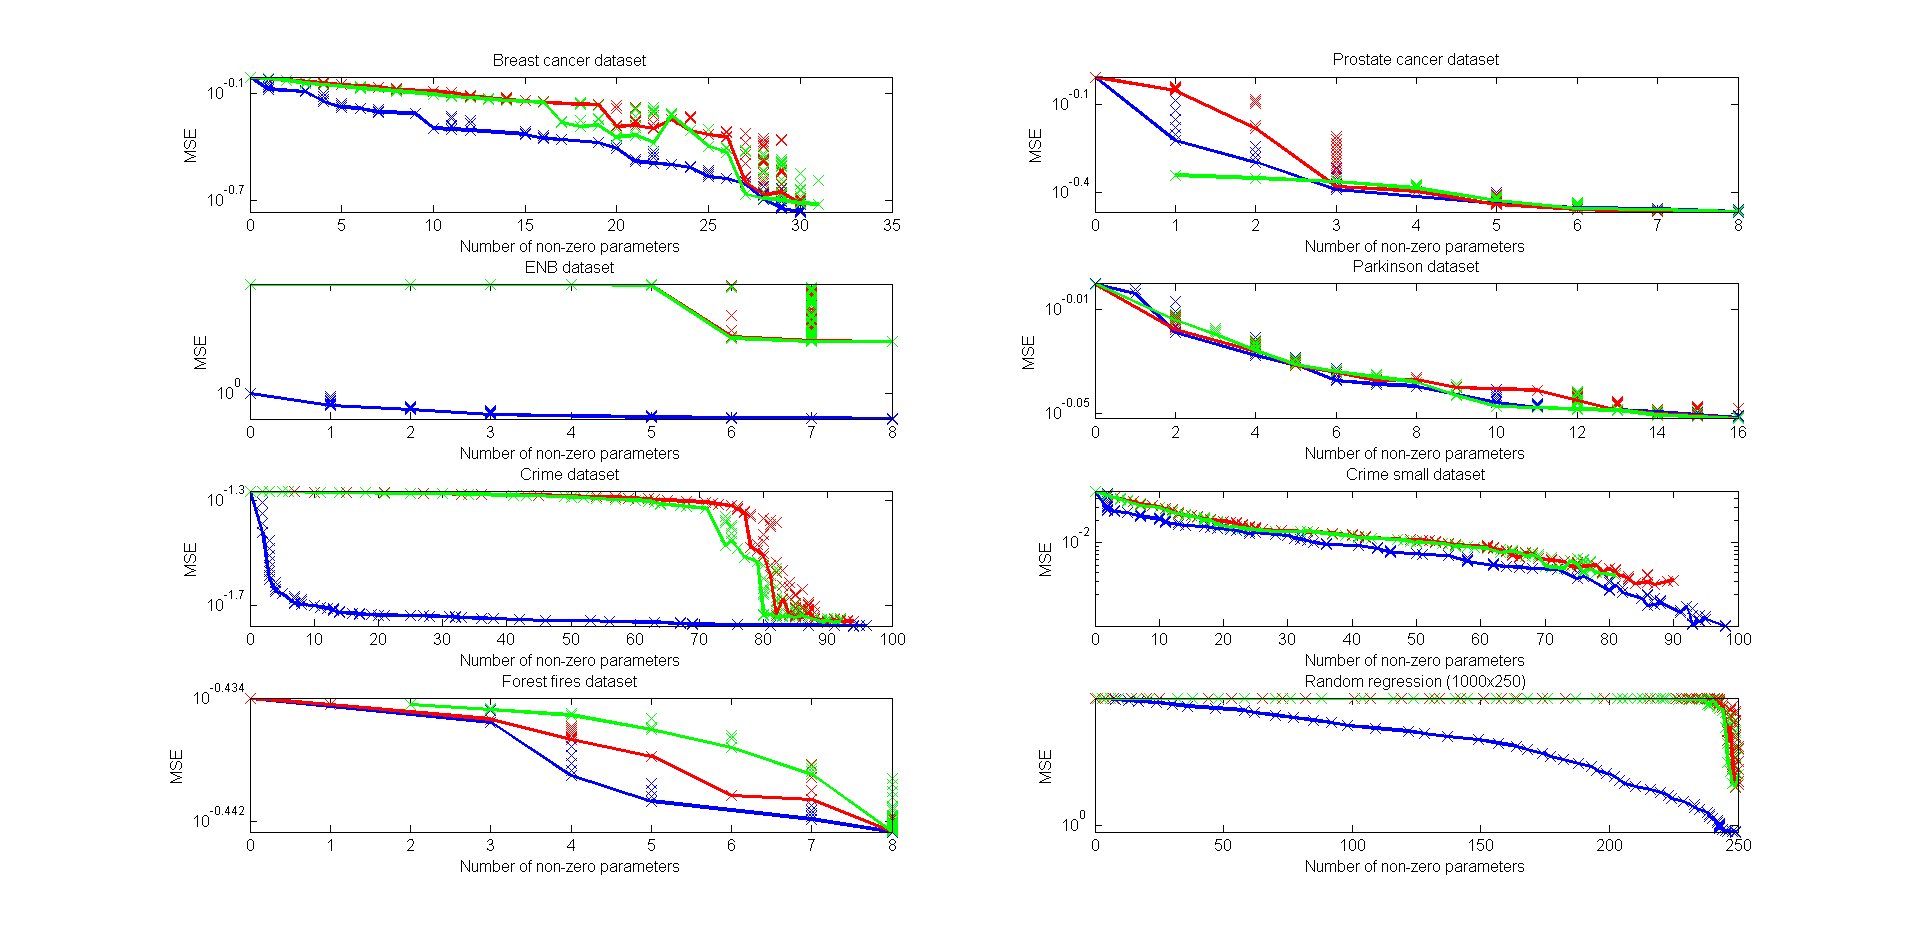 Breast cancer dataset
10^-0.1
10^-0.7
MSE
0 5 10 15 20 25 30 35
Number of non-zero parameters
Prostate cancer dataset
10^-0.1
10^-0.4
MSE
0 1 2 3 4 5 6 7 8
Number of non-zero parameters
ENB dataset
10^0
MSE
0 1 2 3 4 5 6 7 8
Number of non-zero parameters
Parkinson dataset
10^-0.01
10^-0.05
MSE
0 2 4 6 8 10 12 14 16
Number of non-zero parameters
Crime dataset
10^-1.3
10^-1.7
MSE
0 10 20 30 40 50 60 70 80 90 100
Number of non-zero parameters
Crime small dataset
10^-2
MSE
0 10 20 30 40 50 60 70 80 90 100
Number of non-zero parameters
Forest fires dataset
10^-0.434
10^-0.442
MSE
0 1 2 3 4 5 6 7 8
Number of non-zero parameters
Random regression (1000x250)
10^0
MSE
0 50 100 150 200 250
Number of non-zero parameters